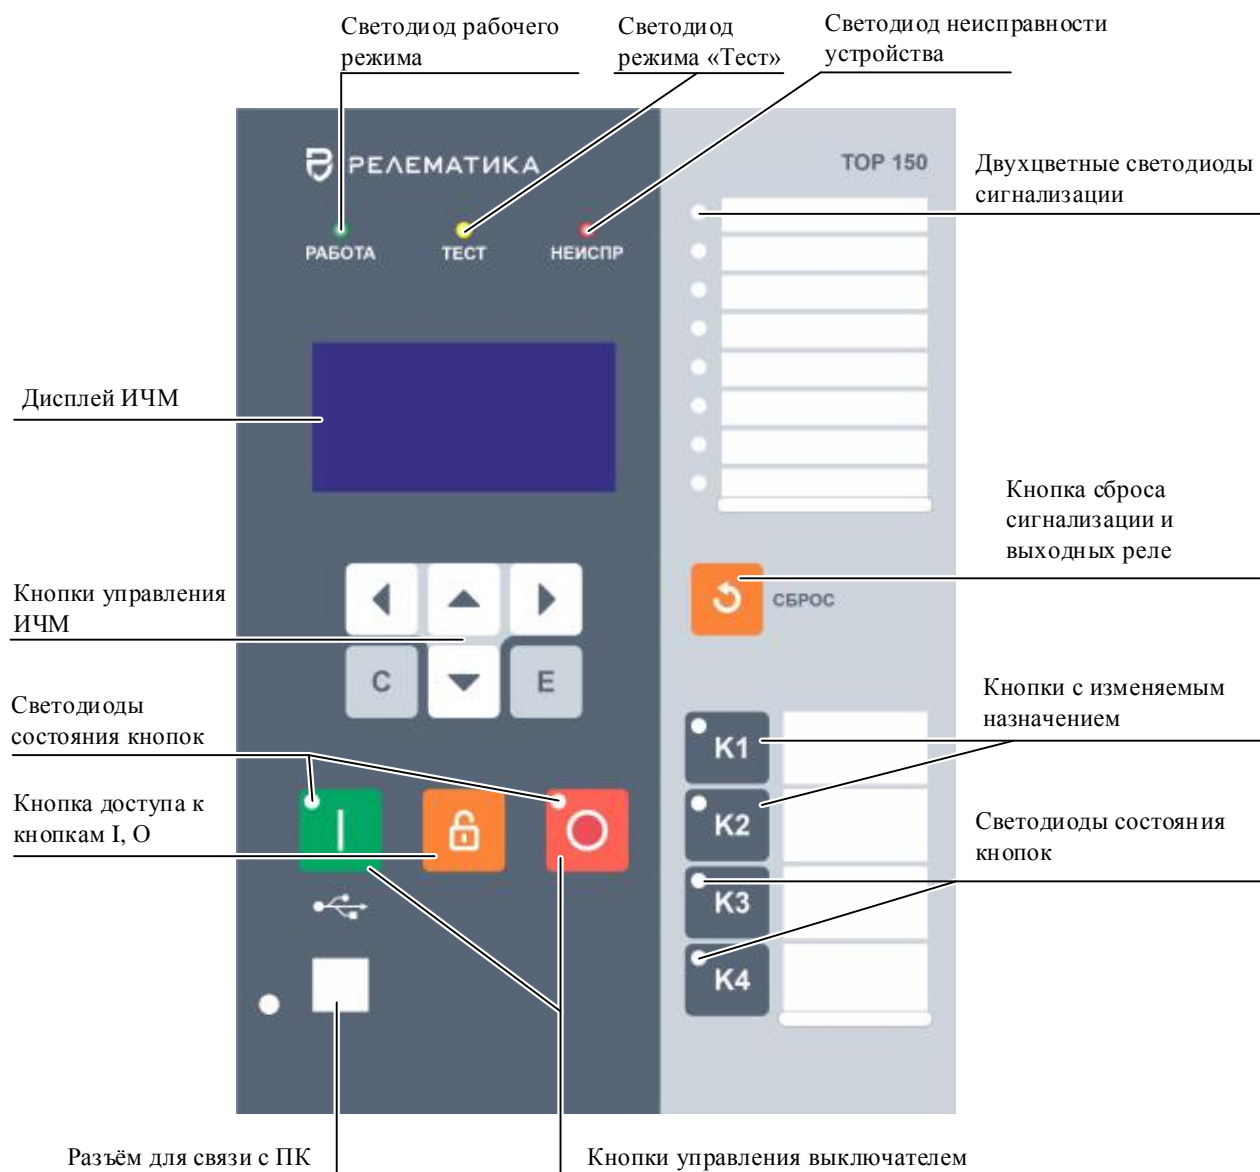 Светодиод рабочего
режима
Светодиод
режима «Тест»
Светодиод неисправности
устройства
РЕЛЕМАТИКА
ТОР 150
Двухцветные светодиоды
сигнализации
РАБОТА
ТЕСТ
НЕИСПР
Дисплей ИЧМ
Кнопка сброса
сигнализации и
выходных реле
Кнопки управления
ИЧМ
СБРОС
C
E
Светодиоды
состояния кнопок
Кнопки с изменяемым
назначением
K1
Кнопка доступа к
кнопкам I, O
I
O
K2
Светодиоды состояния
кнопок
K3
K4
Разъём для связи с ПК
Кнопки управления выключателем